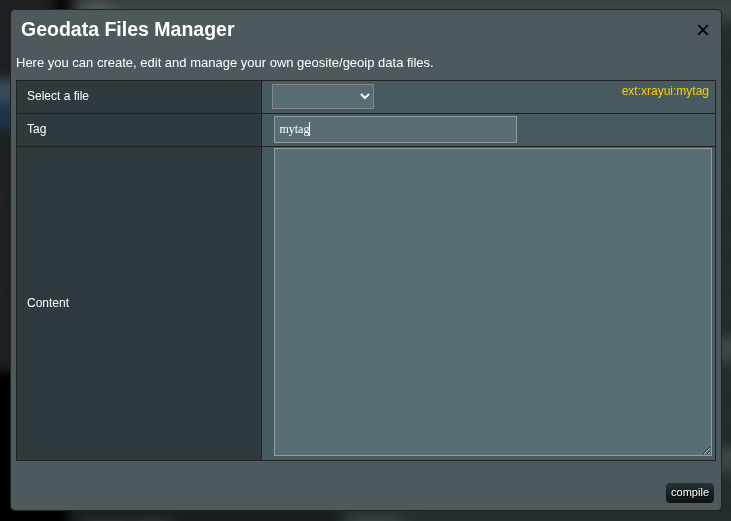 Geodata Files Manager
Here you can create, edit and manage your own geosite/geoip data files.
Select a file
ext:xrayui:mytag
Tag
mytag
Content
compile